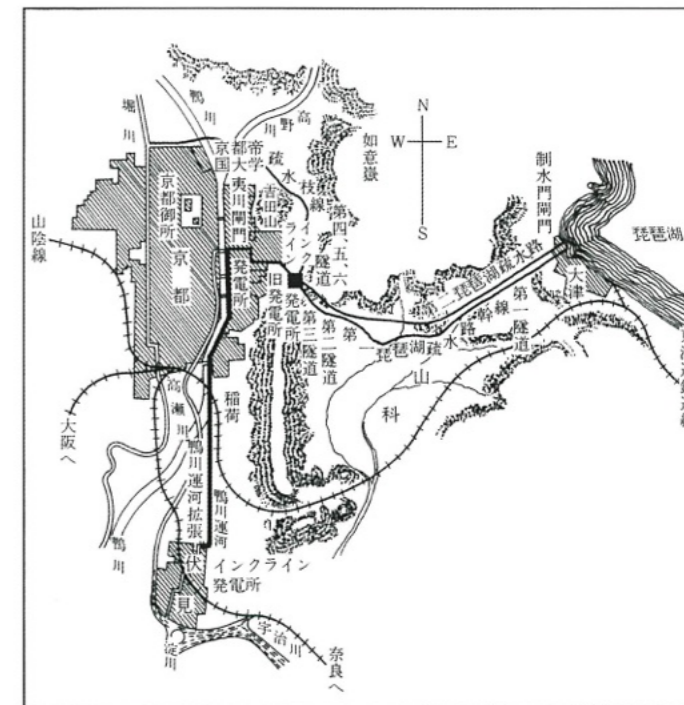 N
W E
S
堀川
鴨川
高野川
京都帝国大学
疏水枝線
如意嶽
制水門閘門
琵琶湖
大津
夷川閘門
発電所
吉田山
インクライン
第四、五、六隧道
京都御所
京都
山陰線
旧発電所
発電所
第三隧道
第二隧道
第一隧道
第二琵琶湖疏水路
第一琵琶湖疏水路幹線
山科
稲荷
高瀬川
大阪へ
鴨川運河拡張
鴨川運河
鴨川
伏見
インクライン
発電所
宇治川
淀川
奈良へ